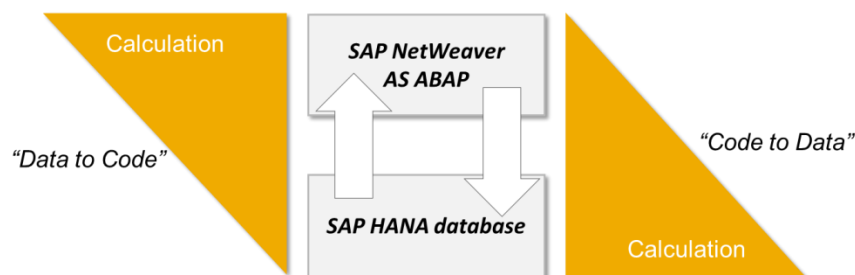 Calculation
SAP NetWeaver
AS ABAP
“Data to Code”
“Code to Data”
SAP HANA database
Calculation